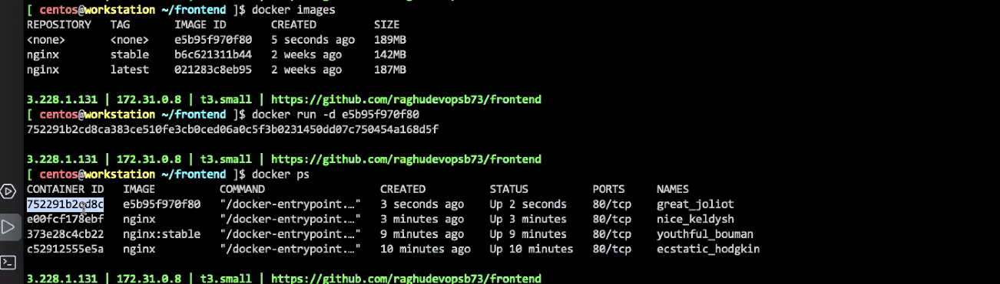 [ centos@workstation ~/frontend ]$ docker images
REPOSITORY   TAG       IMAGE ID       CREATED         SIZE
<none>       <none>    e5b95f970f80   5 seconds ago   189MB
nginx        stable    b6c621311b44   2 weeks ago     142MB
nginx        latest    021283c8eb95   2 weeks ago     187MB
3.228.1.131 | 172.31.0.8 | t3.small | https://github.com/raghudevopsb73/frontend
[ centos@workstation ~/frontend ]$ docker run -d e5b95f970f80
752291b2cd8ca383ce510fe3cb0ced06a0c5f3b0231450dd07c750454a168d5f
3.228.1.131 | 172.31.0.8 | t3.small | https://github.com/raghudevopsb73/frontend
[ centos@workstation ~/frontend ]$ docker ps
CONTAINER ID   IMAGE          COMMAND                  CREATED          STATUS          PORTS    NAMES
752291b2cd8c   e5b95f970f80   "/docker-entrypoint.…"   3 seconds ago    Up 2 seconds    80/tcp   great_joliot
e00fcf178ebf   nginx          "/docker-entrypoint.…"   3 minutes ago    Up 3 minutes    80/tcp   nice_keldysh
373e28c4cb22   nginx:stable   "/docker-entrypoint.…"   9 minutes ago    Up 9 minutes    80/tcp   youthful_bouman
c52912555e5a   nginx          "/docker-entrypoint.…"   10 minutes ago   Up 10 minutes   80/tcp   ecstatic_hodgkin
3.228.1.131 | 172.31.0.8 | t3.small | https://github.com/raghudevopsb73/frontend